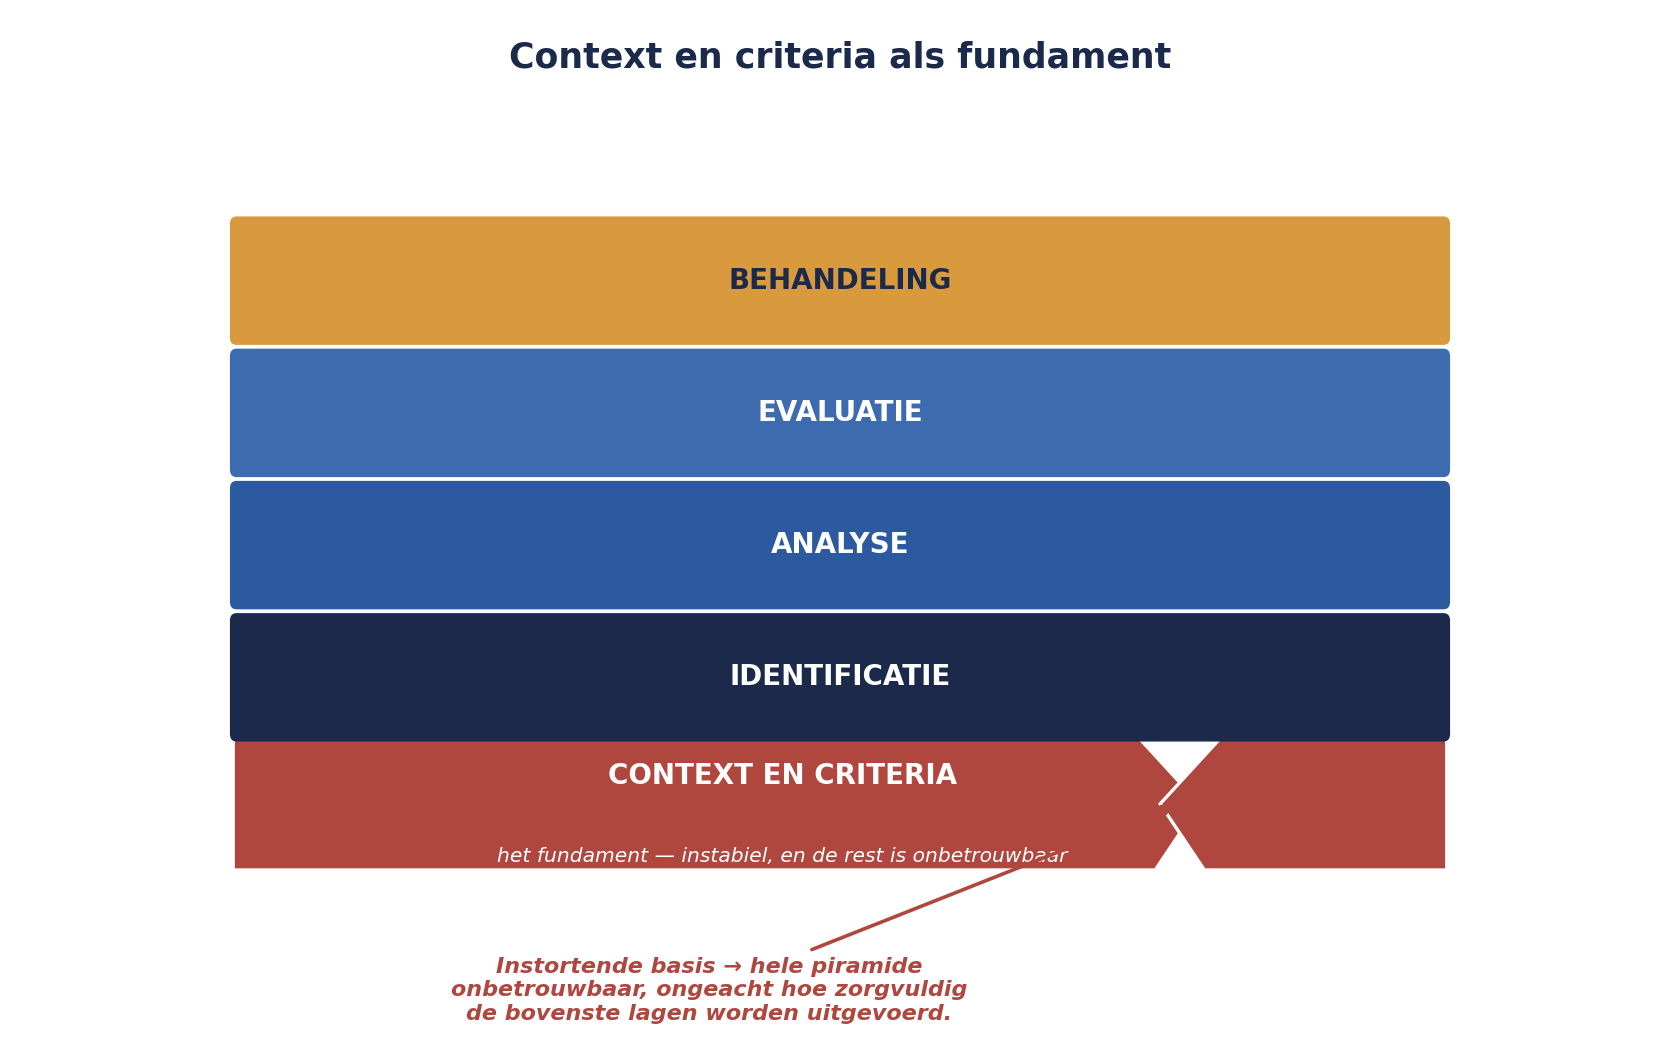 Context en criteria als fundament
BEHANDELING
EVALUATIE
ANALYSE
IDENTIFICATIE
CONTEXT EN CRITERIA
het fundament — instabiel, en de rest is onbetrouwbaar
Instortende basis → hele piramide
onbetrouwbaar, ongeacht hoe zorgvuldig
de bovenste lagen worden uitgevoerd.